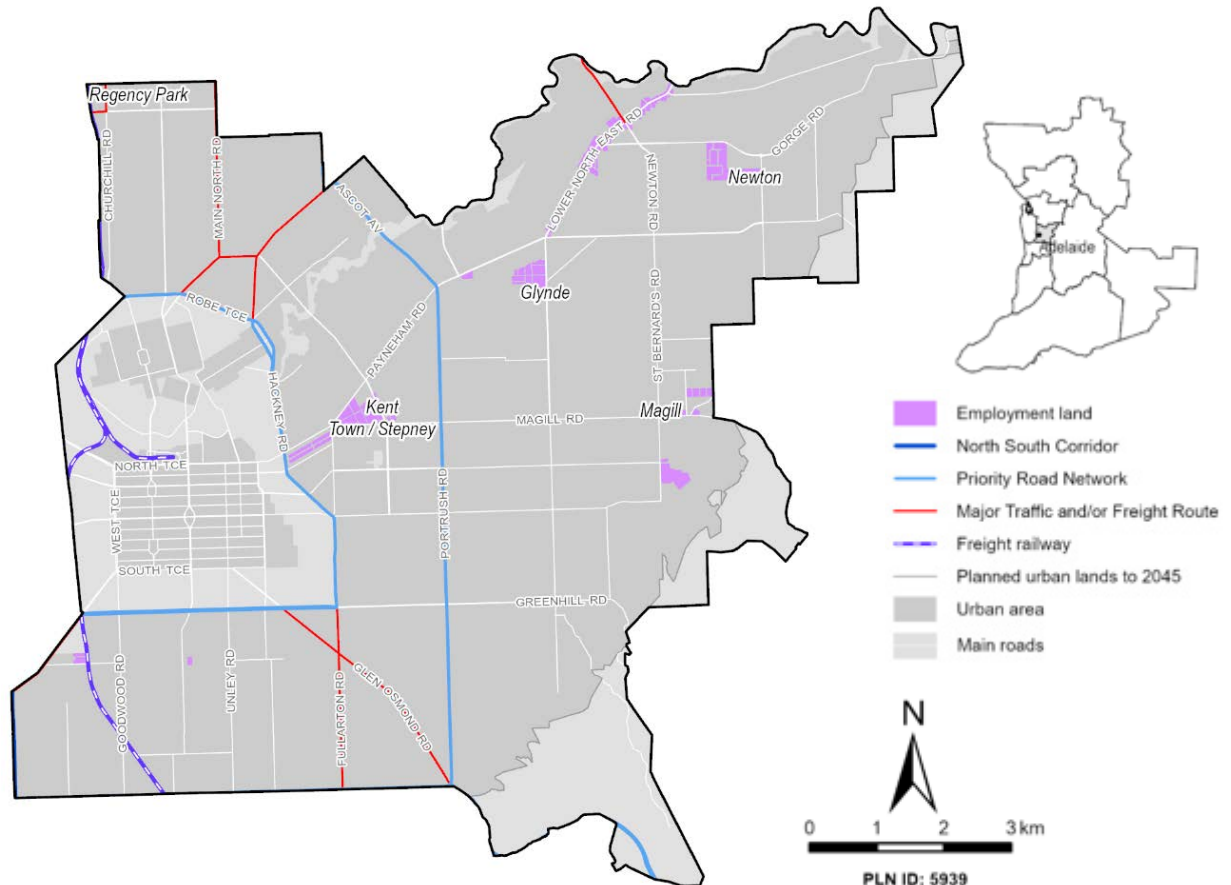 Regency Park
CHURCHILL RD
MAIN NORTH RD
ASCOT AV
LOWER NORTH EAST RD
NEWTON RD
GORGE RD
Newton
Glynde
ROBE TCE
PAYNEHAM RD
HACKNEY RD
ST BERNARD'S RD
Kent
Town / Stepney
MAGILL RD
Magill
NORTH TCE
WEST TCE
PORTRUSH RD
SOUTH TCE
GREENHILL RD
GOODWOOD RD
UNLEY RD
FULLARTON RD
GLEN OSMOND RD
Adelaide
Employment land
North South Corridor
Priority Road Network
Major Traffic and/or Freight Route
Freight railway
Planned urban lands to 2045
Urban area
Main roads
N
0 1 2 3 km
PLN ID: 5939